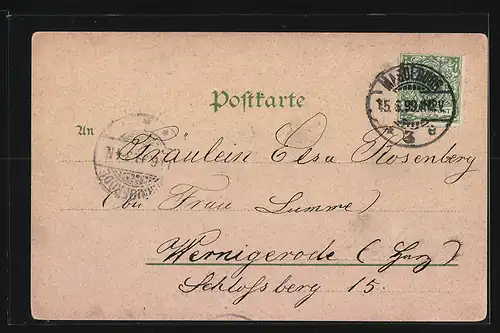 Postkarte
An
Fräulein Elsa Rosenberg
bei Frau Lumme,
Wernigerode (Harz)
Schlossberg 15.